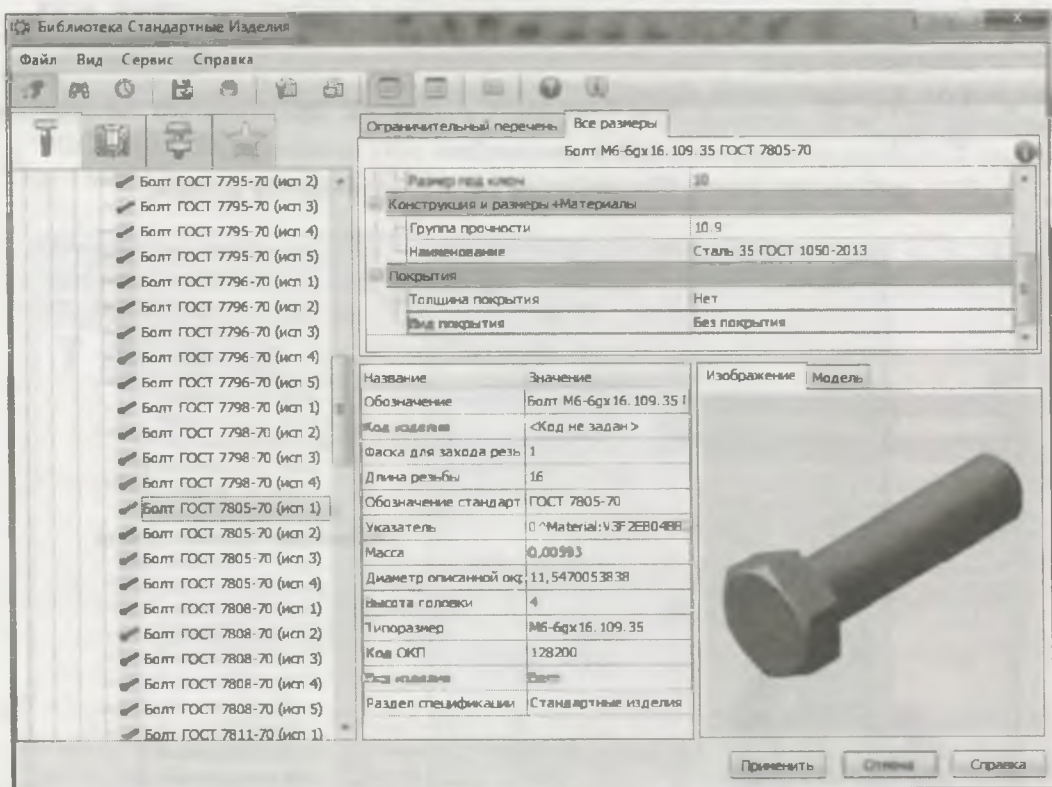 Библиотека Стандартные Изделия
Файл Вид Сервис Справка
Ограничительный перечень Все размеры
Болт М6-6gx16.109.35 ГОСТ 7805-70
Болт ГОСТ 7795-70 (исп 2)
Болт ГОСТ 7795-70 (исп 3)
Болт ГОСТ 7795-70 (исп 4)
Болт ГОСТ 7795-70 (исп 5)
Болт ГОСТ 7796-70 (исп 1)
Болт ГОСТ 7796-70 (исп 2)
Болт ГОСТ 7796-70 (исп 3)
Болт ГОСТ 7796-70 (исп 4)
Болт ГОСТ 7796-70 (исп 5)
Болт ГОСТ 7798-70 (исп 1)
Болт ГОСТ 7798-70 (исп 2)
Болт ГОСТ 7798-70 (исп 3)
Болт ГОСТ 7798-70 (исп 4)
Болт ГОСТ 7805-70 (исп 1)
Болт ГОСТ 7805-70 (исп 2)
Болт ГОСТ 7805-70 (исп 3)
Болт ГОСТ 7805-70 (исп 4)
Болт ГОСТ 7808-70 (исп 1)
Болт ГОСТ 7808-70 (исп 2)
Болт ГОСТ 7808-70 (исп 3)
Болт ГОСТ 7808-70 (исп 4)
Болт ГОСТ 7808-70 (исп 5)
Болт ГОСТ 7811-70 (исп 1)
Размер под ключ 10
Конструкция и размеры+Материалы
Группа прочности 10.9
Наименование Сталь 35 ГОСТ 1050-2013
Покрытия
Толщина покрытия Нет
Вид покрытия Без покрытия
Название Значение
Обозначение Болт М6-6gx16.109.35 Г
Код изделия <Код не задан>
Фаска для захода резь 1
Длина резьбы 16
Обозначение стандарт ГОСТ 7805-70
Указатель 0^Material:V3F2EB04BB
Масса 0,00593
Диаметр описанной окр 11,5470053838
Высота головки 4
Типоразмер М6-6gx16.109.35
Код ОКП 128200
Вид изделия Болт
Раздел спецификации Стандартные изделия
Изображение Модель
Применить Отмена Справка